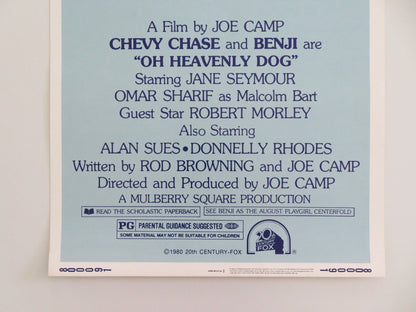 A Film by JOE CAMP
CHEVY CHASE and BENJI are
“OH HEAVENLY DOG”
Starring JANE SEYMOUR
OMAR SHARIF as Malcolm Bart
Guest Star ROBERT MORLEY
Also Starring
ALAN SUES • DONNELLY RHODES
Written by ROD BROWNING and JOE CAMP
Directed and Produced by JOE CAMP
A MULBERRY SQUARE PRODUCTION
READ THE SCHOLASTIC PAPERBACK SEE BENJI AS THE AUGUST PLAYGIRL CENTERFOLD
PG PARENTAL GUIDANCE SUGGESTED
SOME MATERIAL MAY NOT BE SUITABLE FOR CHILDREN
©1980 20th CENTURY-FOX
20th CENTURY FOX
800091 800091